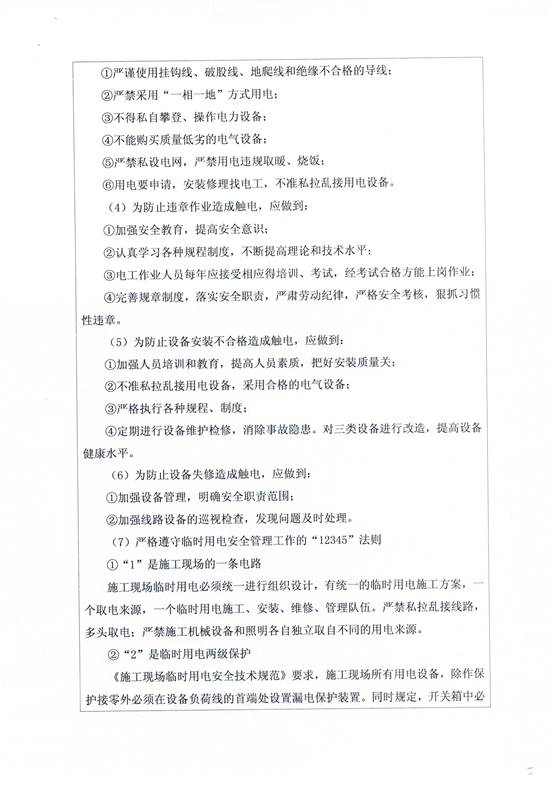 ①严谨使用挂钩线、破股线、地爬线和绝缘不合格的导线；
②严禁采用“一相一地”方式用电；
③不得私自攀登、操作电力设备；
④不能购买质量低劣的电气设备；
⑤严禁私设电网，严禁用电违规取暖、烧饭；
⑥用电要申请，安装修理找电工，不准私拉乱接用电设备。
（4）为防止违章作业造成触电，应做到：
①加强安全教育，提高安全意识；
②认真学习各种规程制度，不断提高理论和技术水平；
③电工作业人员每年应接受相应得培训、考试，经考试合格方能上岗作业；
④完善规章制度，落实安全职责，严肃劳动纪律，严格安全考核，狠抓习惯
性违章。
（5）为防止设备安装不合格造成触电，应做到：
①加强人员培训和教育，提高人员素质，把好安装质量关；
②不准私拉乱接用电设备，采用合格的电气设备；
③严格执行各种规程、制度；
④定期进行设备维护检修，消除事故隐患。对三类设备进行改造，提高设备
健康水平。
（6）为防止设备失修造成触电，应做到：
①加强设备管理，明确安全职责范围；
②加强线路设备的巡视检查，发现问题及时处理。
（7）严格遵守临时用电安全管理工作的“12345”法则
①“1”是施工现场的一条电路
施工现场临时用电必须统一进行组织设计，有统一的临时用电施工方案，一
个取电来源，一个临时用电施工、安装、维修、管理队伍。严禁私拉乱接线路，
多头取电；严禁施工机械设备和照明各自独立取自不同的用电来源。
②“2”是临时用电两级保护
《施工现场临时用电安全技术规范》要求，施工现场所有用电设备，除作保
护接零外必须在设备负荷线的首端处设置漏电保护装置。同时规定，开关箱中必